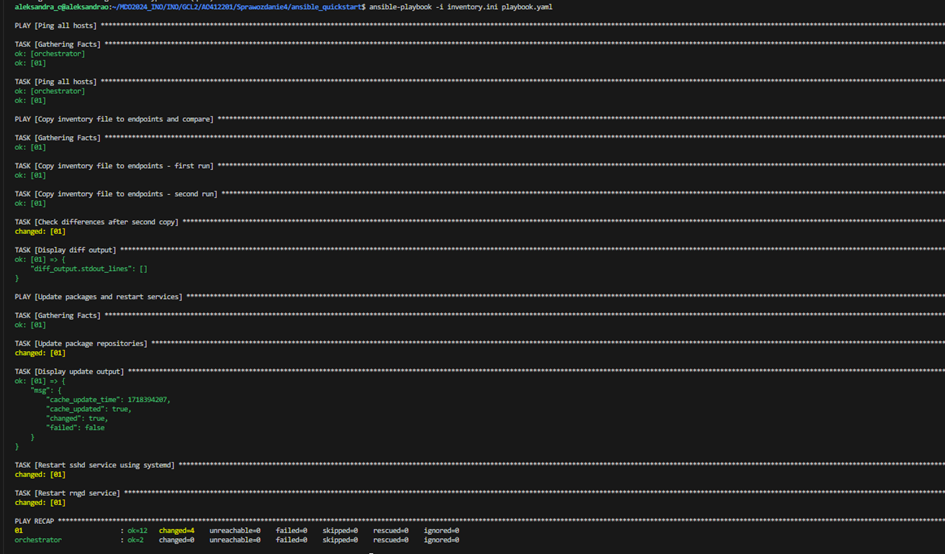 aleksandra_c@aleksandrao:~/MDO2024_INO/INO/GCL2/AO412201/Sprawozdanie4/ansible_quickstart$ ansible-playbook -i inventory.ini playbook.yaml
PLAY [Ping all hosts] ****
TASK [Gathering Facts] ****
ok: [orchestrator]
ok: [01]
TASK [Ping all hosts] ****
ok: [orchestrator]
ok: [01]
PLAY [Copy inventory file to endpoints and compare] ****
TASK [Gathering Facts] ****
ok: [01]
TASK [Copy inventory file to endpoints - first run] ****
ok: [01]
TASK [Copy inventory file to endpoints - second run] ****
ok: [01]
TASK [Check differences after second copy] ****
changed: [01]
TASK [Display diff output] ****
ok: [01] => {
    "diff_output.stdout_lines": []
}
PLAY [Update packages and restart services] ****
TASK [Gathering Facts] ****
ok: [01]
TASK [Update package repositories] ****
changed: [01]
TASK [Display update output] ****
ok: [01] => {
    "msg": {
        "cache_update_time": 1718394207,
        "cache_updated": true,
        "changed": true,
        "failed": false
    }
}
TASK [Restart sshd service using systemd] ****
changed: [01]
TASK [Restart rngd service] ****
changed: [01]
PLAY RECAP ****
01 : ok=12 changed=4 unreachable=0 failed=0 skipped=0 rescued=0 ignored=0
orchestrator : ok=2 changed=0 unreachable=0 failed=0 skipped=0 rescued=0 ignored=0